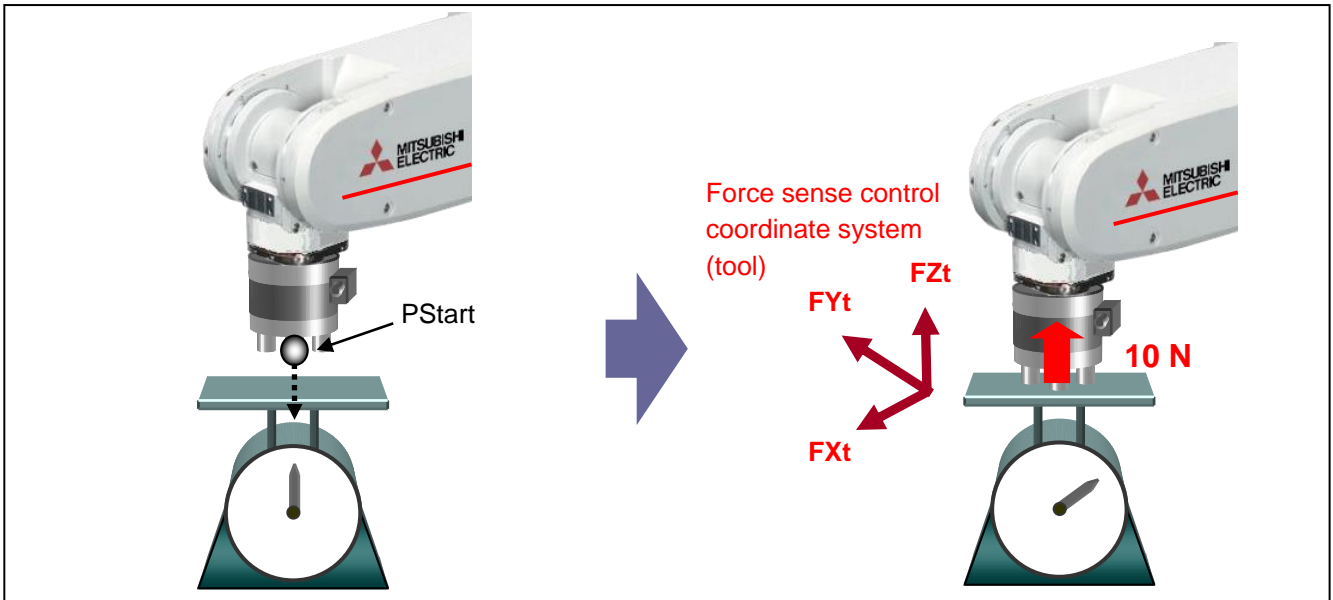 MITSUBISHI
ELECTRIC
PStart
Force sense control
coordinate system
(tool)
FZt
FYt
FXt
MITSUBISHI
ELECTRIC
10 N